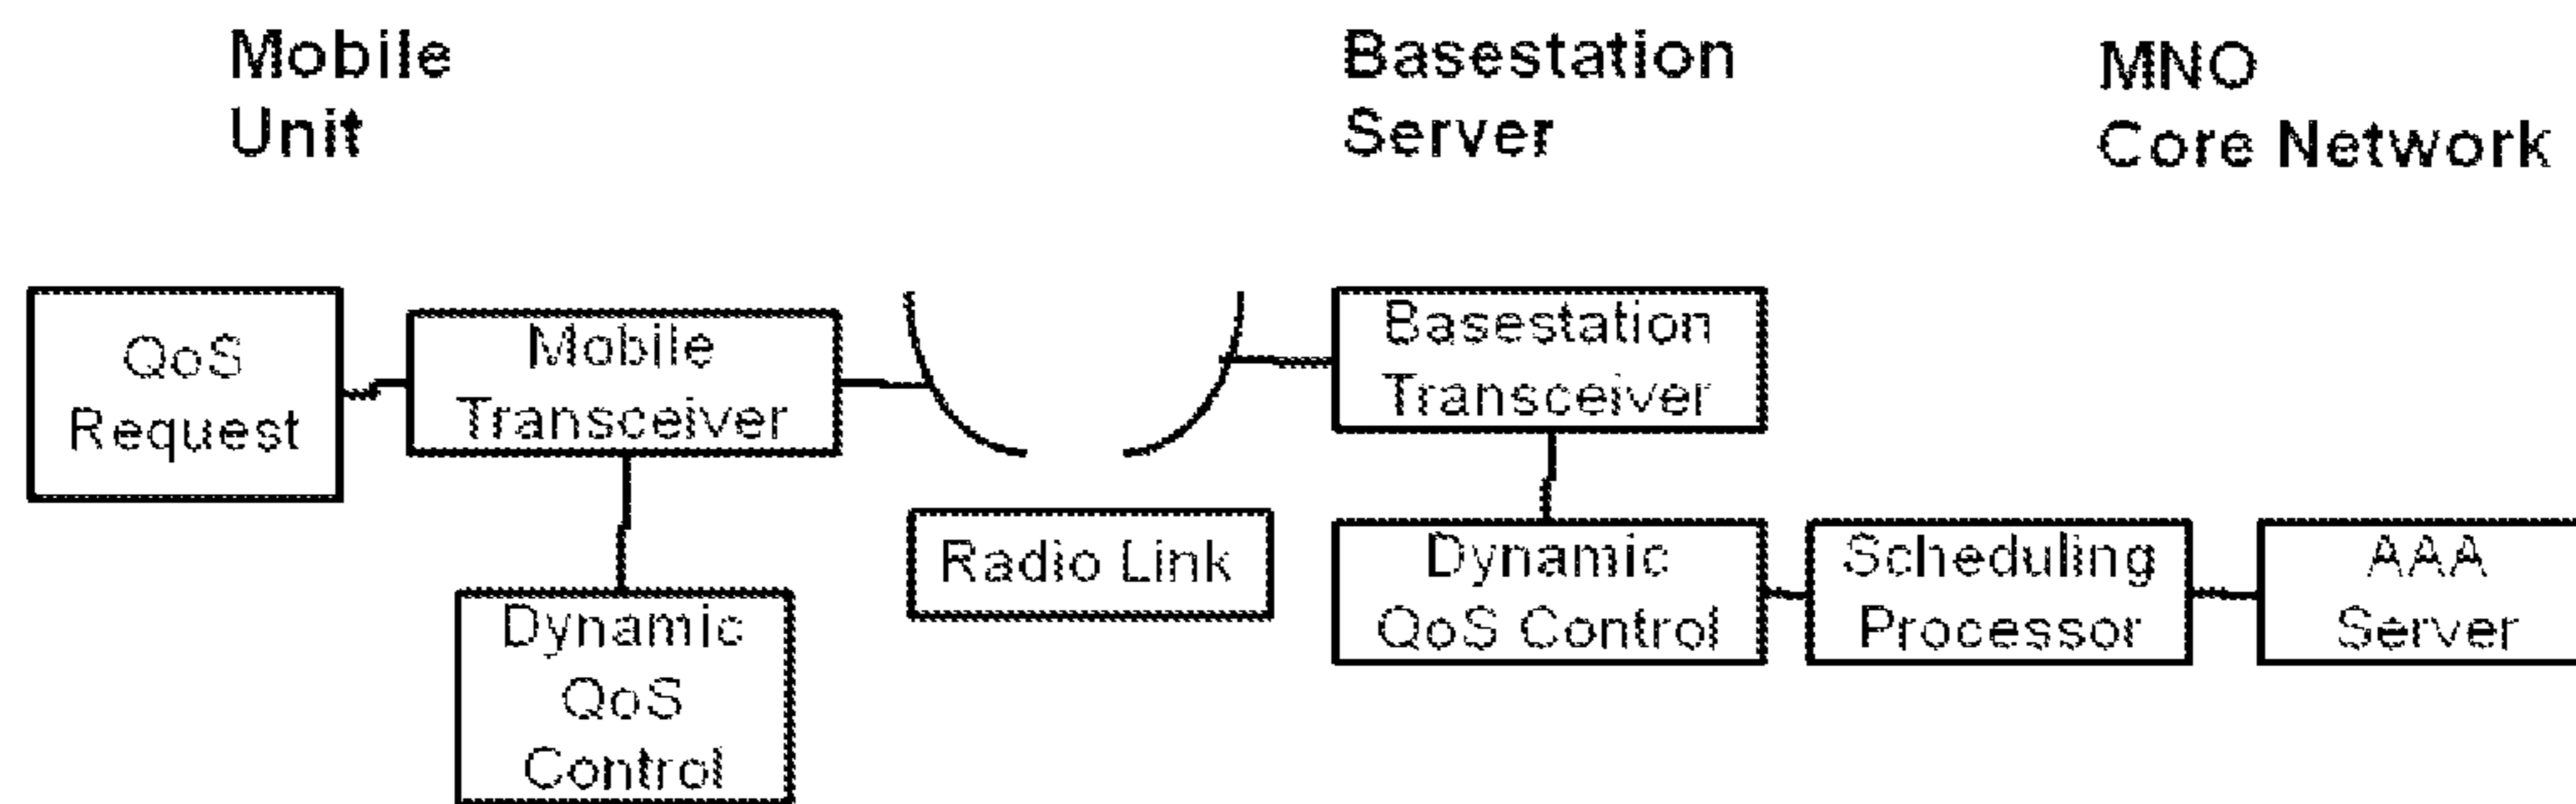 Mobile
Unit
Basestation
Server
MNO
Core Network
QoS
Request
Mobile
Transceiver
Dynamic
QoS
Control
Radio Link
Basestation
Transceiver
Dynamic
QoS Control
Scheduling
Processor
AAA
Server